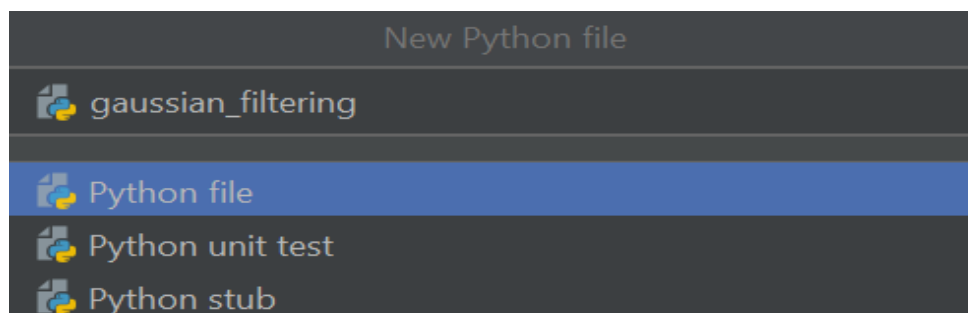 New Python file
gaussian_filtering
Python file
Python unit test
Python stub